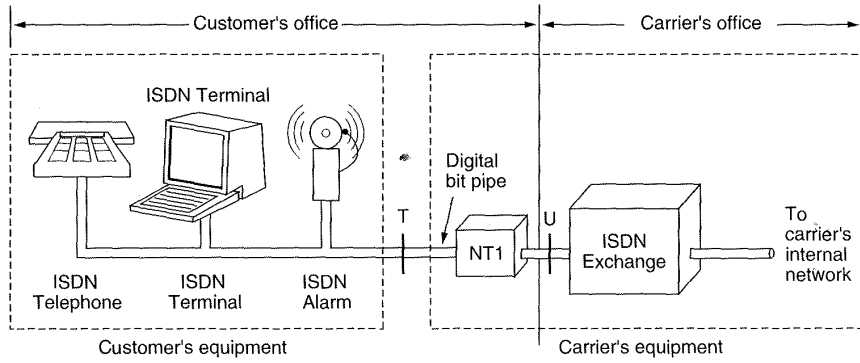 Customer's office
Carrier's office
ISDN Terminal
Digital
bit pipe
T
U
NT1
ISDN
Exchange
To
carrier's
internal
network
ISDN
Telephone
ISDN
Terminal
ISDN
Alarm
Customer's equipment
Carrier's equipment